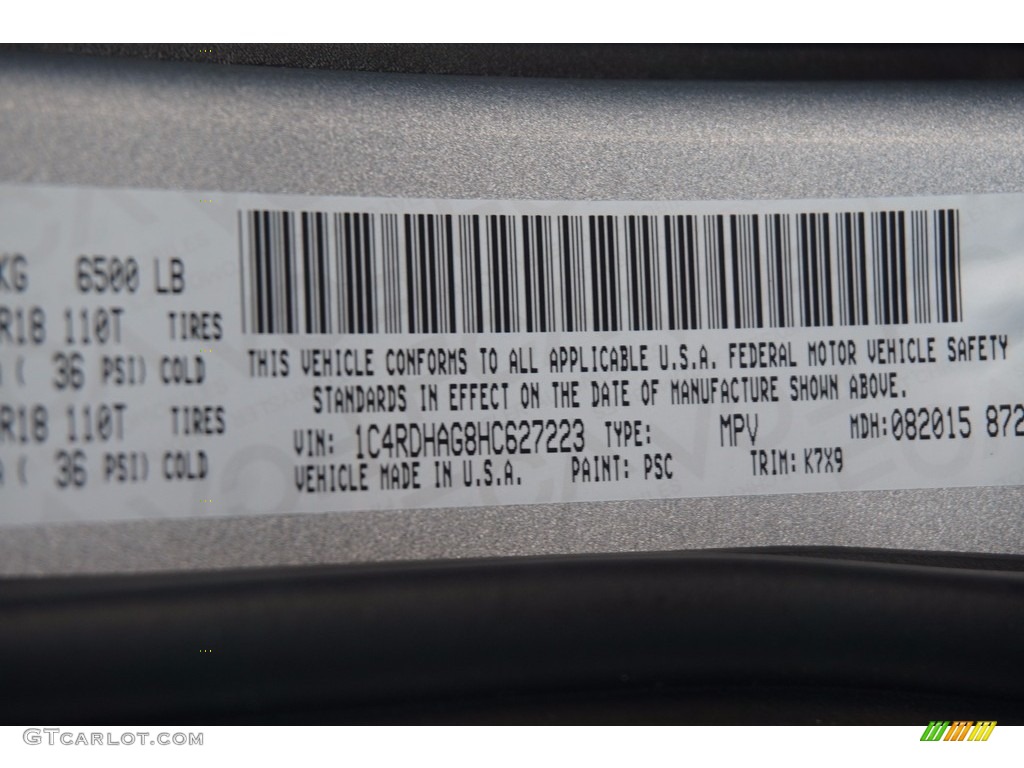 KG 6500 LB
R18 110T TIRES
( 36 PSI) COLD
R18 110T TIRES
( 36 PSI) COLD
THIS VEHICLE CONFORMS TO ALL APPLICABLE U.S.A. FEDERAL MOTOR VEHICLE SAFETY
STANDARDS IN EFFECT ON THE DATE OF MANUFACTURE SHOWN ABOVE.
VIN: 1C4RDHAG8HC627223 TYPE: MPV MDH:082015 872
VEHICLE MADE IN U.S.A. PAINT: PSC TRIM: K7X9
GTCARLOT.COM